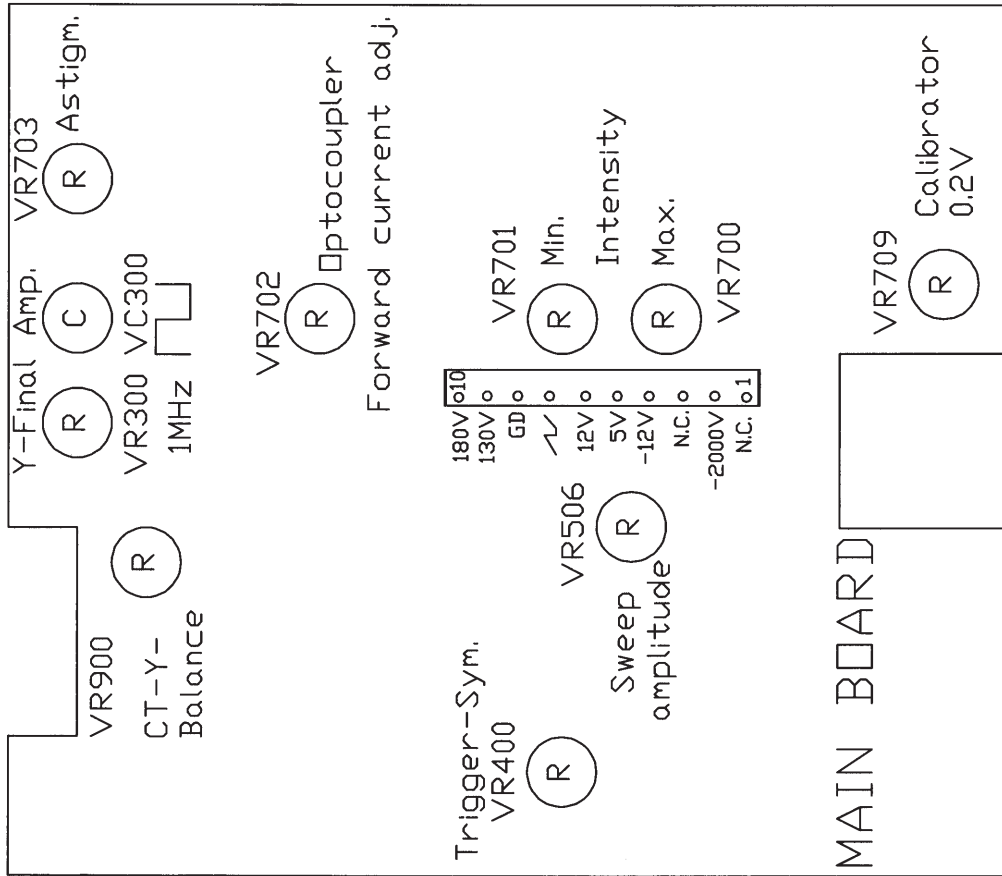 VR703
R
Astigm.
Y-Final Amp.
C
VC300
R
VR300
1MHz
R
VR900
CT-Y-
Balance
VR702
R
Optocoupler
Forward current adj.
VR701
R
Min.
Intensity
R
Max.
VR700
180V 10
130V
GD
12V
5V
-12V
N.C.
-2000V
N.C. 1
VR506
R
Sweep
amplitude
Trigger-Sym.
VR400
R
VR709
R
Calibrator
0.2V
MAIN BOARD